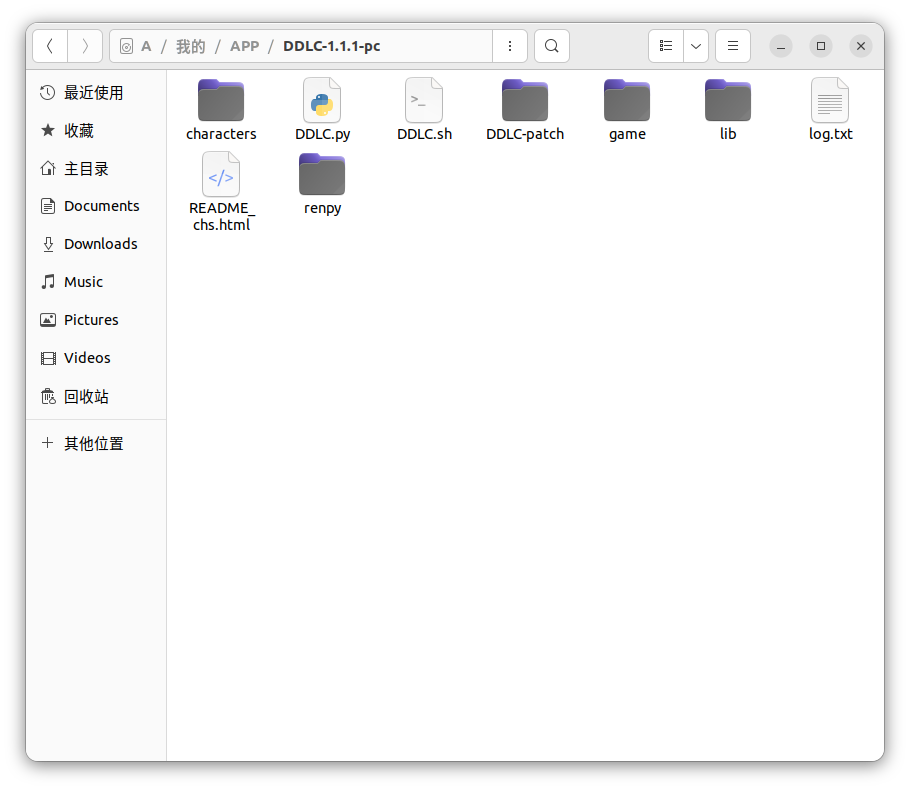 A / 我的 / APP / DDLC-1.1.1-pc
最近使用
收藏
主目录
Documents
Downloads
Music
Pictures
Videos
回收站
其他位置
characters
DDLC.py
DDLC.sh
DDLC-patch
game
lib
log.txt
README_
chs.html
renpy